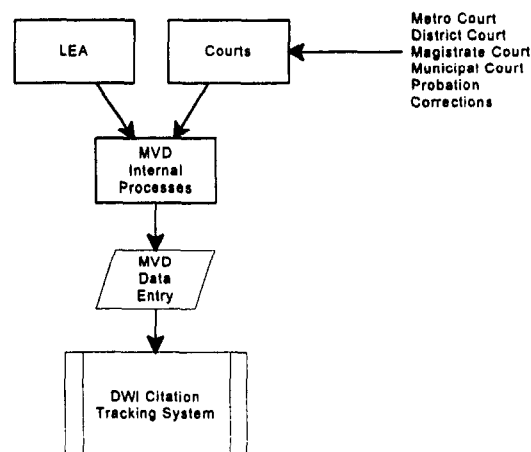 Metro Court
District Court
Magistrate Court
Municipal Court
Probation
Corrections
LEA
Courts
MVD
Internal
Processes
MVD
Data
Entry
DWI Citation
Tracking System